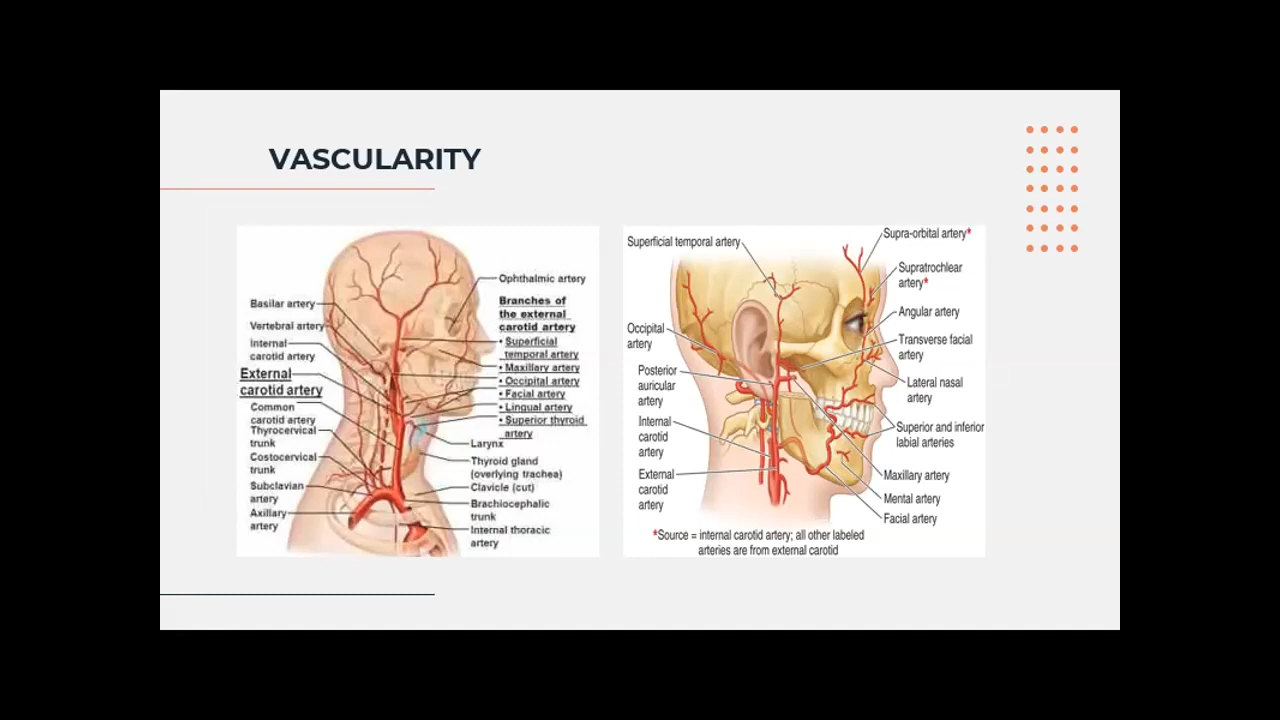 VASCULARITY
Basilar artery
Vertebral artery
Internal
carotid artery
External
carotid artery
Common
carotid artery
Thyrocervical
trunk
Costocervical
trunk
Subclavian
artery
Axillary
artery
Ophthalmic artery
Branches of
the external
carotid artery
• Superficial
temporal artery
• Maxillary artery
• Occipital artery
• Facial artery
• Lingual artery
• Superior thyroid
artery
Larynx
Thyroid gland
(overlying trachea)
Clavicle (cut)
Brachiocephalic
trunk
Internal thoracic
artery
Superficial temporal artery
Occipital
artery
Posterior
auricular
artery
Internal
carotid
artery
External
carotid
artery
Supra-orbital artery*
Supratrochlear
artery*
Angular artery
Transverse facial
artery
Lateral nasal
artery
Superior and inferior
labial arteries
Maxillary artery
Mental artery
Facial artery
*Source = internal carotid artery; all other labeled
arteries are from external carotid